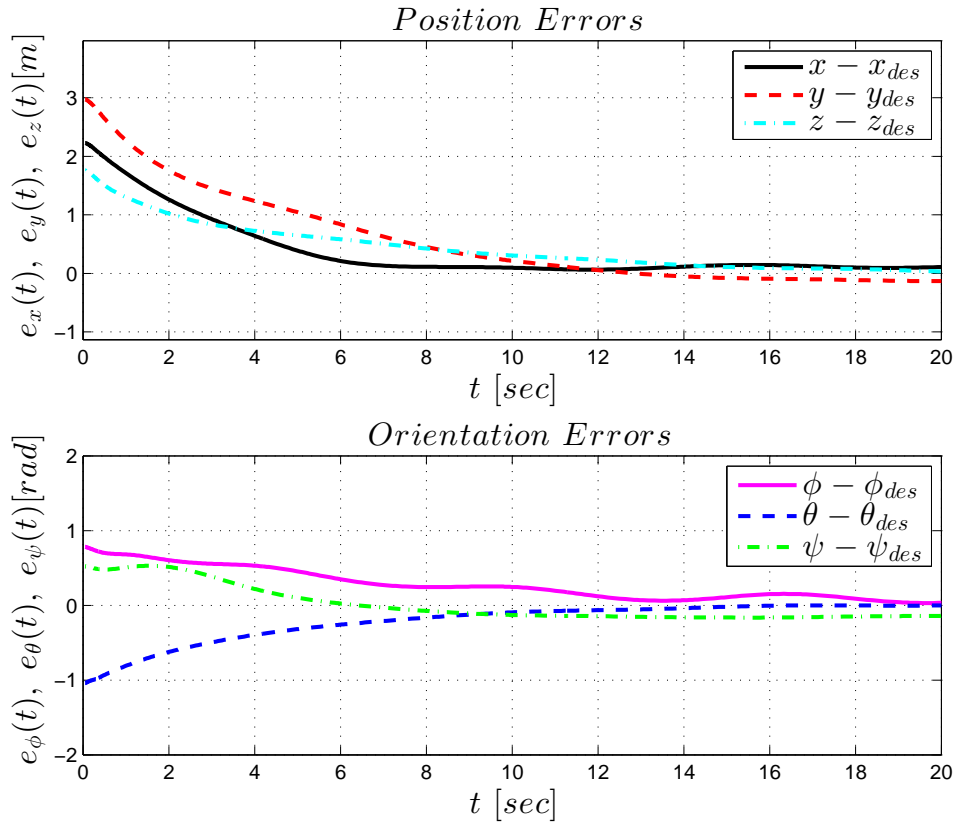 Position Errors
e_x(t), e_y(t), e_z(t)[m]
3
2
1
0
−1
x − x_des
y − y_des
z − z_des
0 2 4 6 8 10 12 14 16 18 20
t [sec]
Orientation Errors
e_ϕ(t), e_θ(t), e_ψ(t)[rad]
2
1
0
−1
−2
ϕ − ϕ_des
θ − θ_des
ψ − ψ_des
0 2 4 6 8 10 12 14 16 18 20
t [sec]